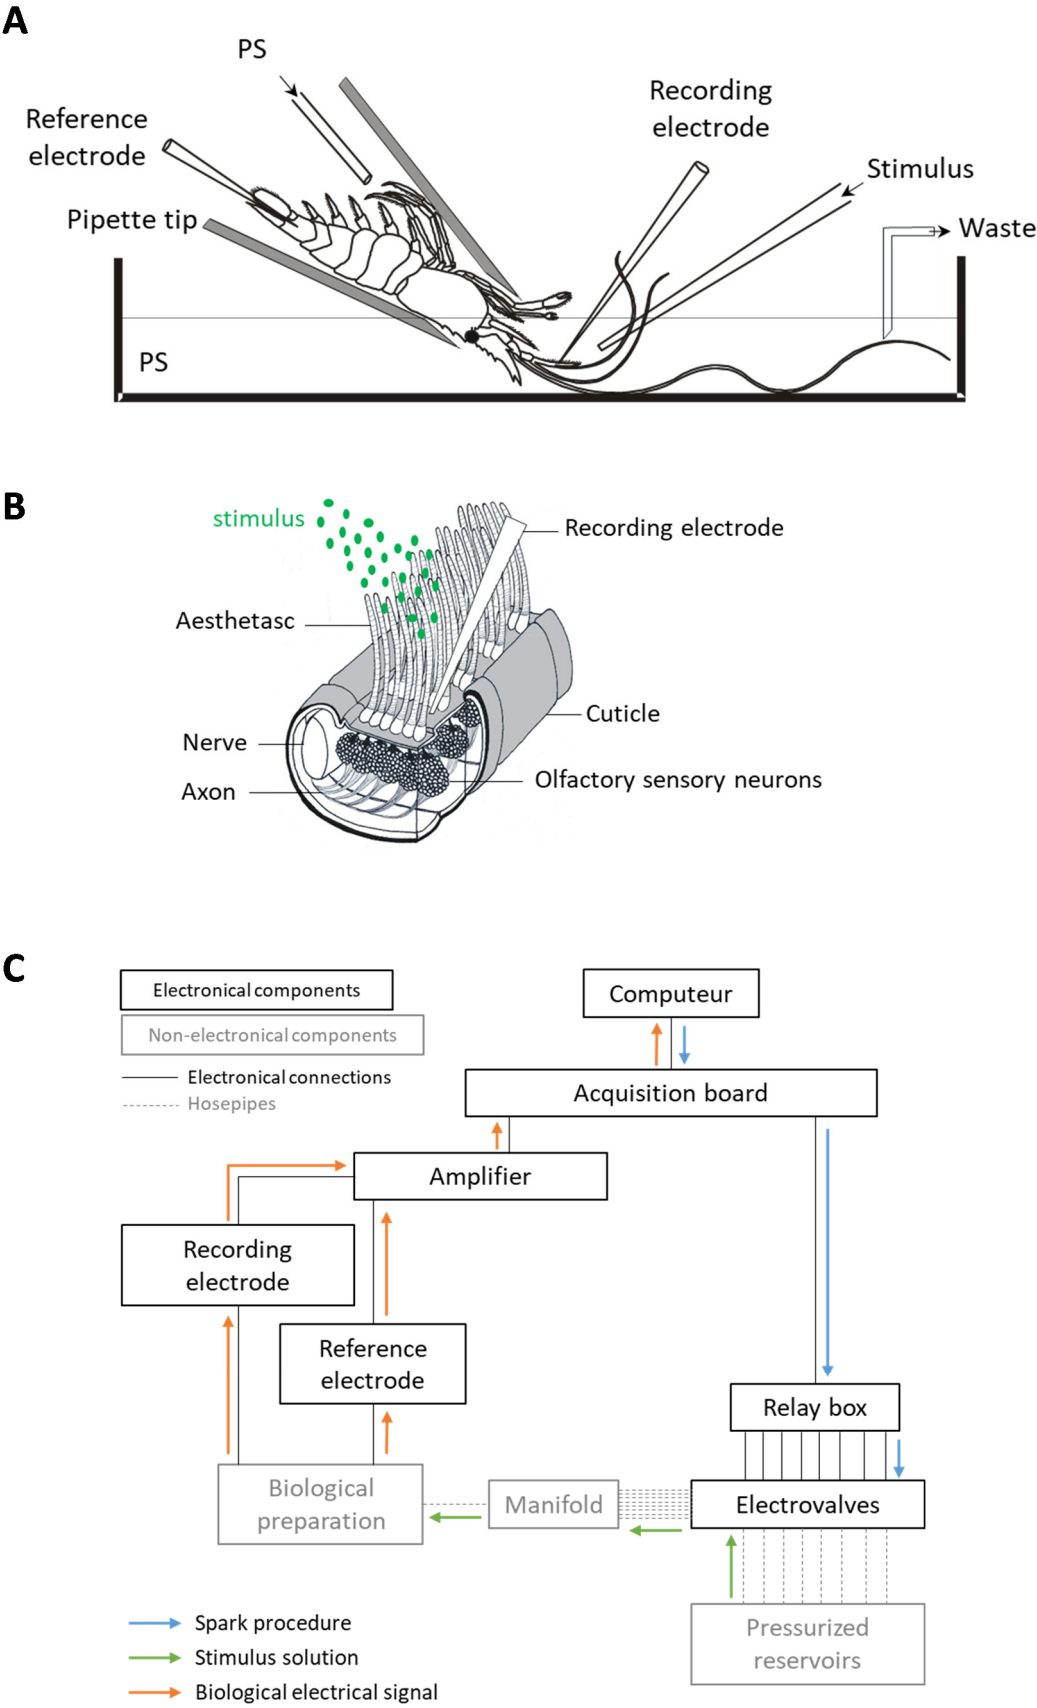 A
PS
Reference
electrode
Pipette tip
Recording
electrode
Stimulus
Waste
PS
B
stimulus
Recording electrode
Aesthetasc
Cuticle
Nerve
Olfactory sensory neurons
Axon
C
Electronical components
Non-electronical components
Electronical connections
Hosepipes
Computeur
Acquisition board
Amplifier
Recording
electrode
Reference
electrode
Relay box
Biological
preparation
Manifold
Electrovalves
Pressurized
reservoirs
Spark procedure
Stimulus solution
Biological electrical signal